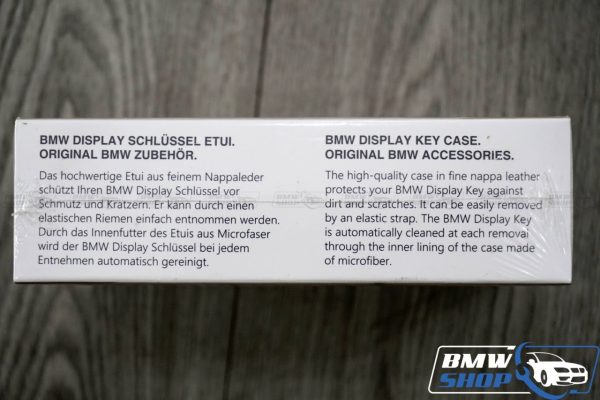 BMW DISPLAY SCHLÜSSEL ETUI.
ORIGINAL BMW ZUBEHÖR.
Das hochwertige Etui aus feinem Nappaleder
schützt Ihren BMW Display Schlüssel vor
Schmutz und Kratzern. Er kann durch einen
elastischen Riemen einfach entnommen werden.
Durch das Innenfutter des Etuis aus Microfaser
wird der BMW Display Schlüssel bei jedem
Entnehmen automatisch gereinigt.
BMW DISPLAY KEY CASE.
ORIGINAL BMW ACCESSORIES.
The high-quality case in fine nappa leather
protects your BMW Display Key against
dirt and scratches. It can be easily removed
by an elastic strap. The BMW Display Key
is automatically cleaned at each removal
through the inner lining of the case made
of microfiber.
BMW
SHOP